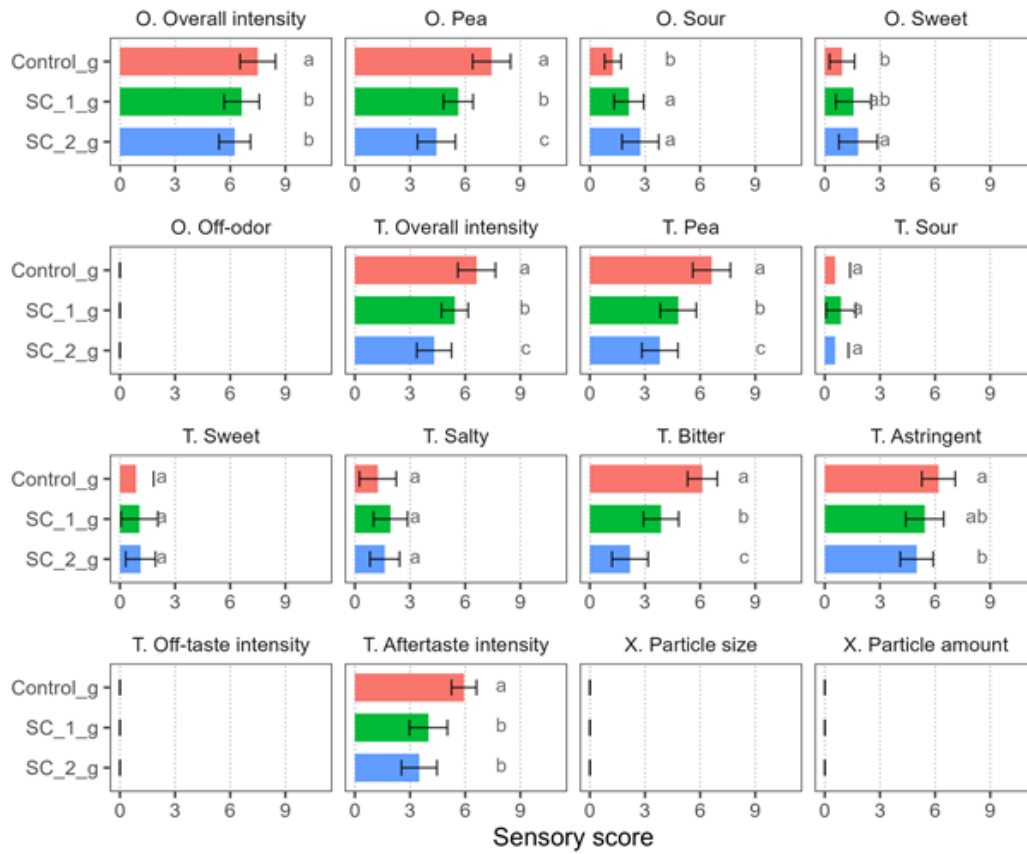 O. Overall intensity O. Pea O. Sour O. Sweet
Control_g a a b b
SC_1_g b b a ab
SC_2_g b c a a
0 3 6 9 0 3 6 9 0 3 6 9 0 3 6 9
O. Off-odor T. Overall intensity T. Pea T. Sour
Control_g a a a
SC_1_g b b a
SC_2_g c c a
0 3 6 9 0 3 6 9 0 3 6 9 0 3 6 9
T. Sweet T. Salty T. Bitter T. Astringent
Control_g a a a a
SC_1_g a a b ab
SC_2_g a a c b
0 3 6 9 0 3 6 9 0 3 6 9 0 3 6 9
T. Off-taste intensity T. Aftertaste intensity X. Particle size X. Particle amount
Control_g a
SC_1_g b
SC_2_g b
0 3 6 9 0 3 6 9 0 3 6 9 0 3 6 9
Sensory score